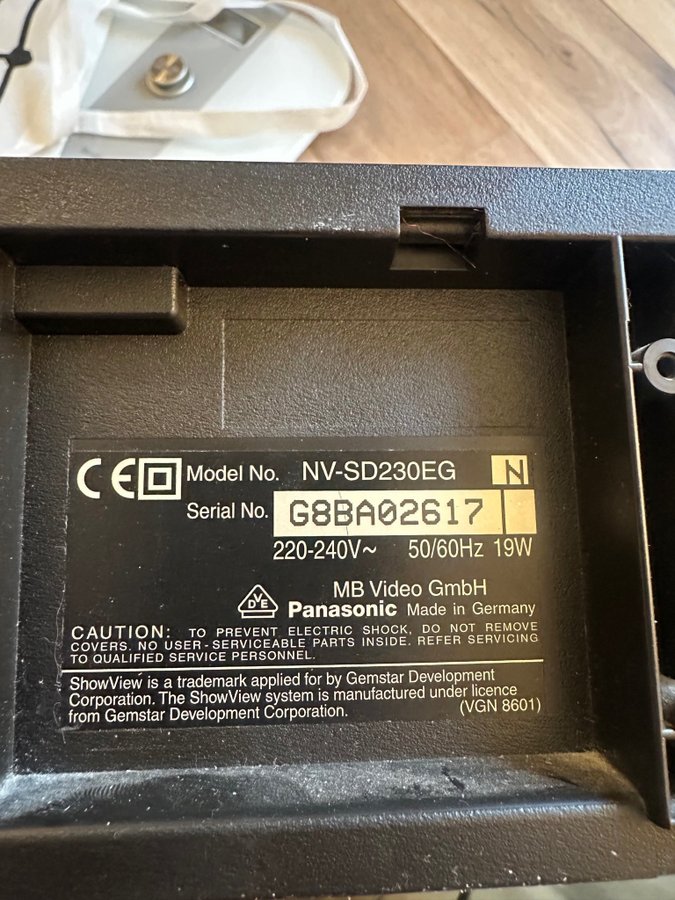 CE Model No. NV-SD230EG N
Serial No. G8BA02617
220-240V~ 50/60Hz 19W
MB Video GmbH
DVE Panasonic Made in Germany
CAUTION: TO PREVENT ELECTRIC SHOCK, DO NOT REMOVE
COVERS. NO USER-SERVICEABLE PARTS INSIDE. REFER SERVICING
TO QUALIFIED SERVICE PERSONNEL.
ShowView is a trademark applied for by Gemstar Development
Corporation. The ShowView system is manufactured under licence
from Gemstar Development Corporation. (VGN 8601)